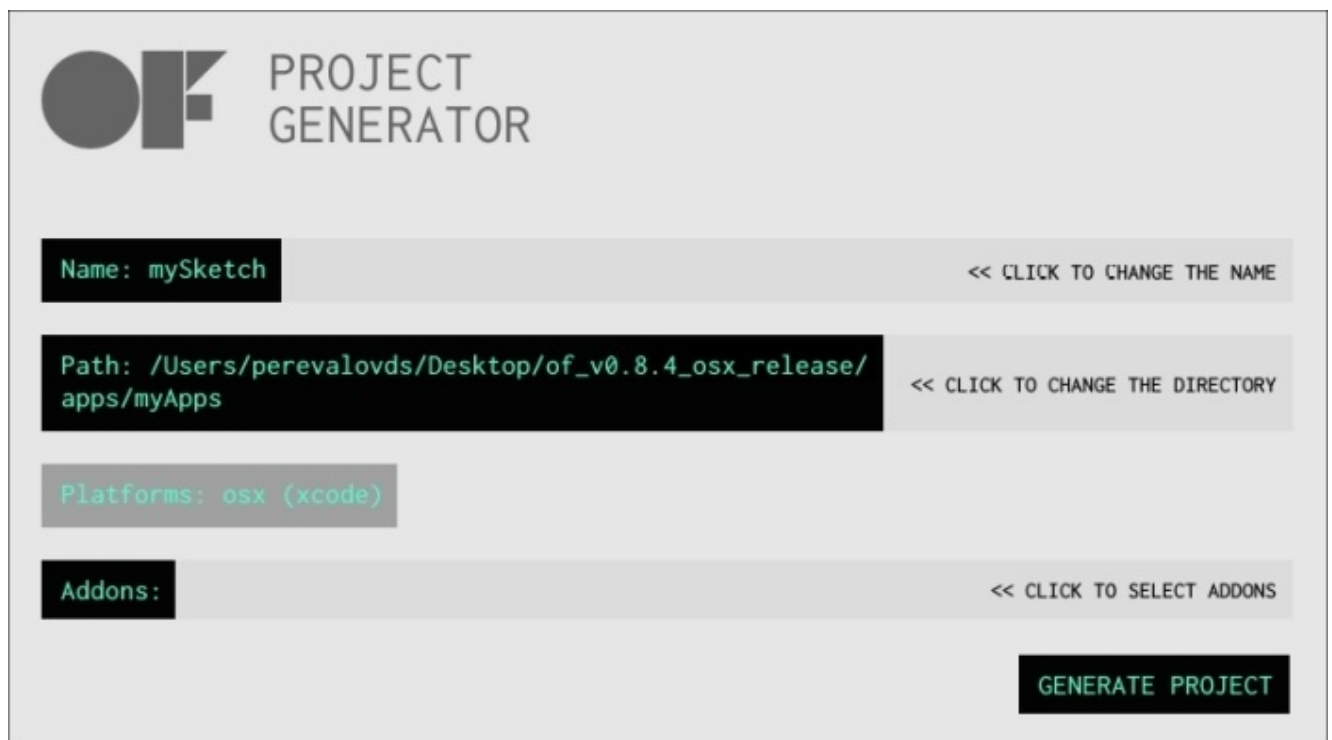 OF PROJECT
GENERATOR
Name: mySketch << CLICK TO CHANGE THE NAME
Path: /Users/perevalovds/Desktop/of_v0.8.4_osx_release/
apps/myApps << CLICK TO CHANGE THE DIRECTORY
Platforms: osx (xcode)
Addons: << CLICK TO SELECT ADDONS
GENERATE PROJECT